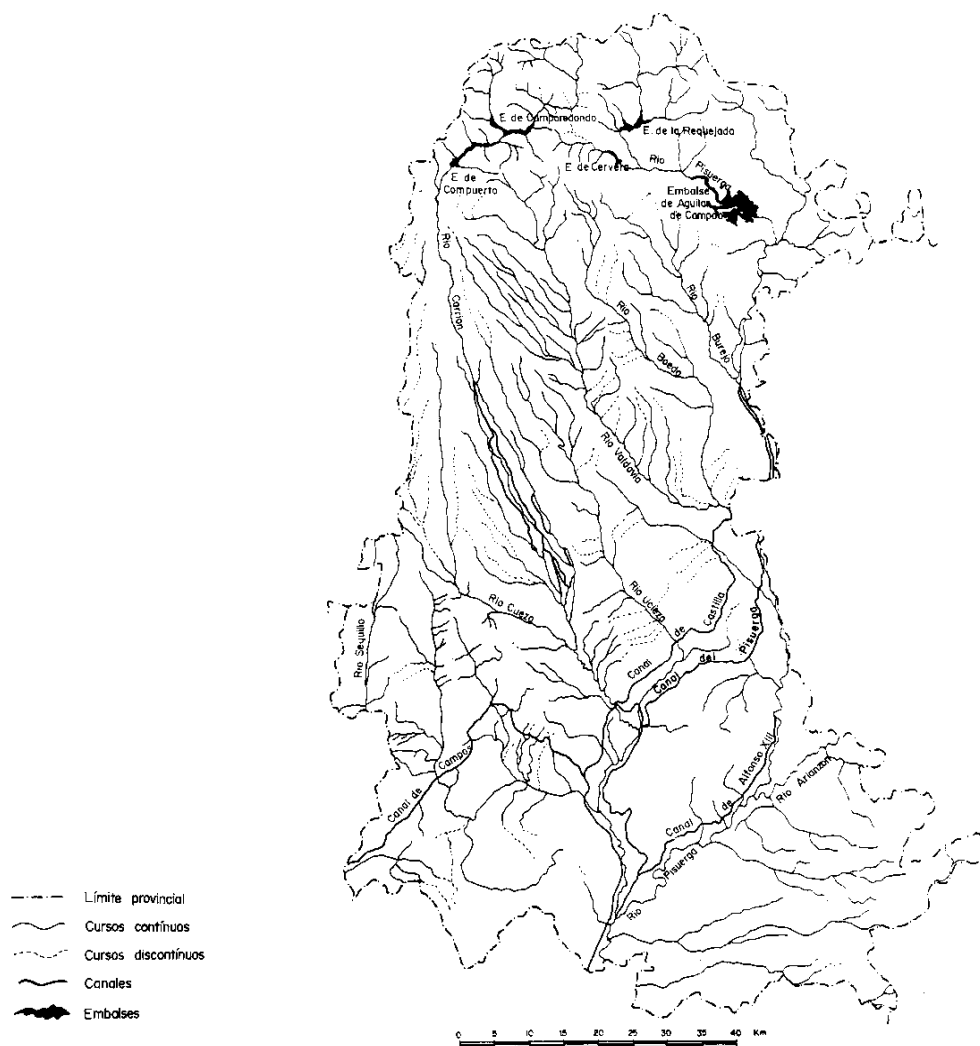 E. de Camporedondo
E. de la Requejada
E. de
Compuerto
E. de Cervera
Río
Pisuerga
Embalse
de Aguilar
de Campóo
Río
Carrión
Río
Boedo
Río
Burejo
Río Valdavia
Río Ucieza
Río Cueza
Río Sequillo
Canal de Castilla
Canal del Pisuerga
Canal de Campos
Canal de Alfonso XIII
Río Arlanzón
Río Pisuerga
Límite provincial
Cursos contínuos
Cursos discontínuos
Canales
Embalses
0 5 10 15 20 25 30 35 40 Km